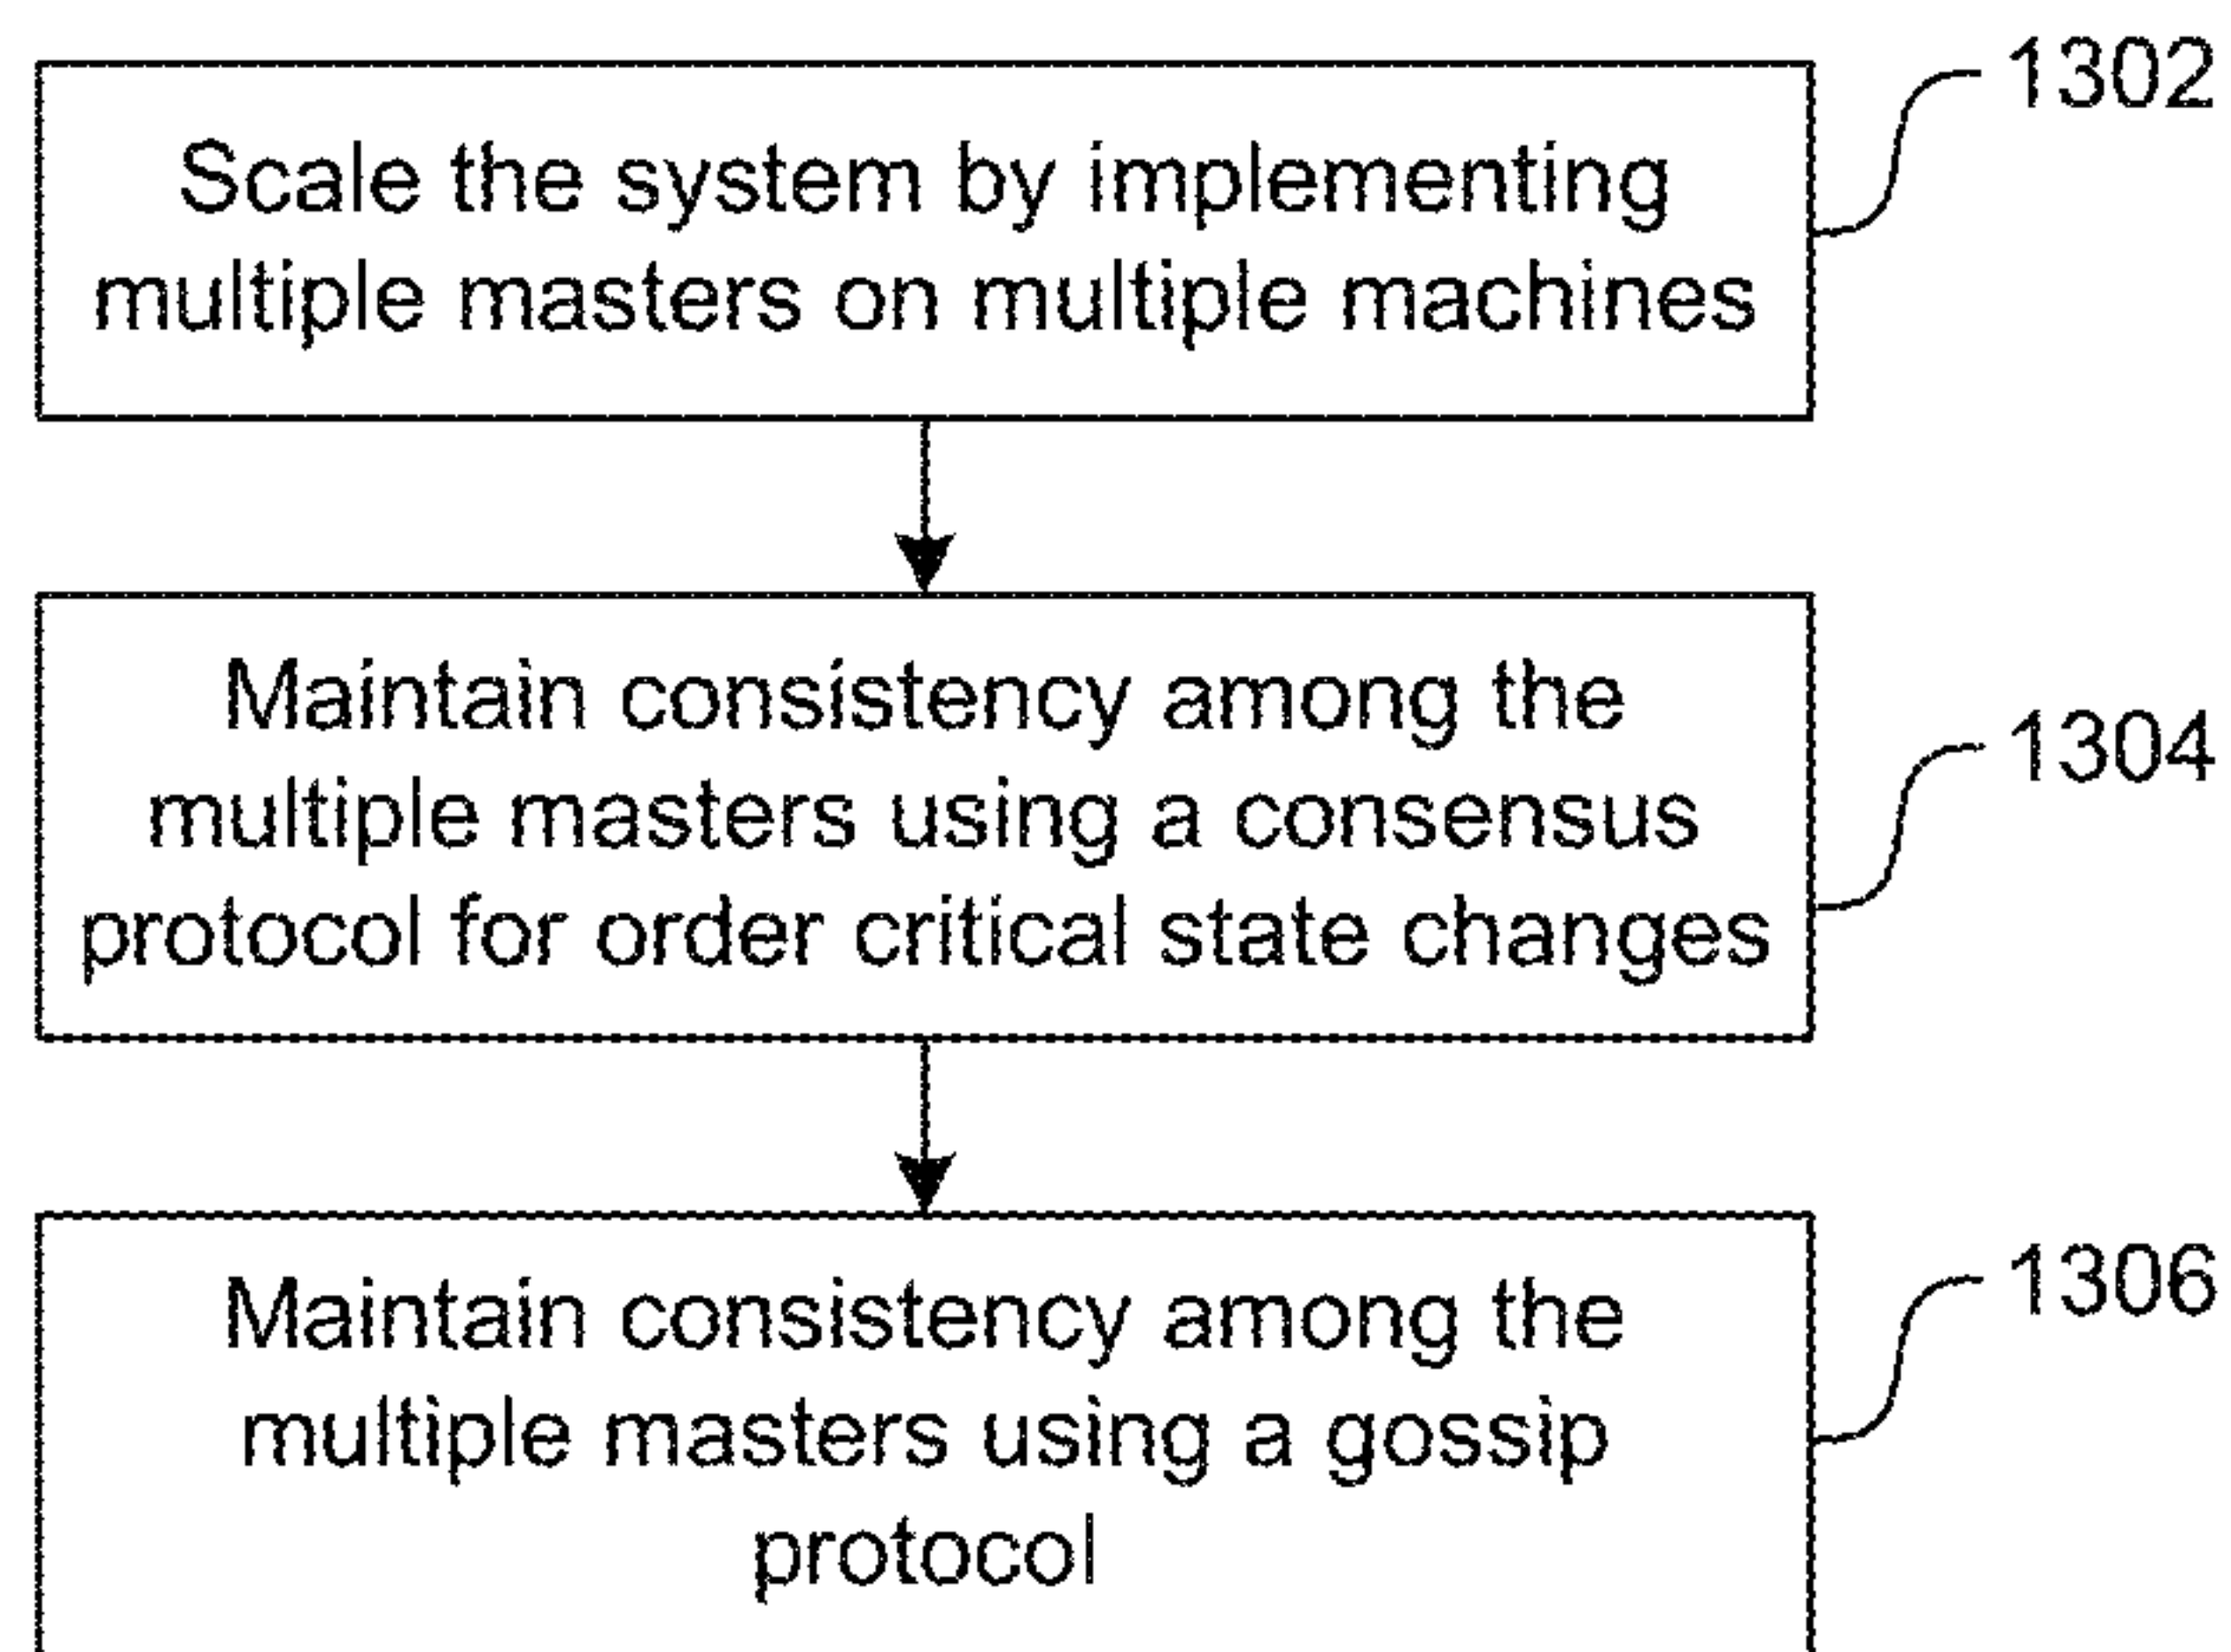 1302
Scale the system by implementing
multiple masters on multiple machines
Maintain consistency among the
multiple masters using a consensus
protocol for order critical state changes
1304
Maintain consistency among the
multiple masters using a gossip
protocol
1306